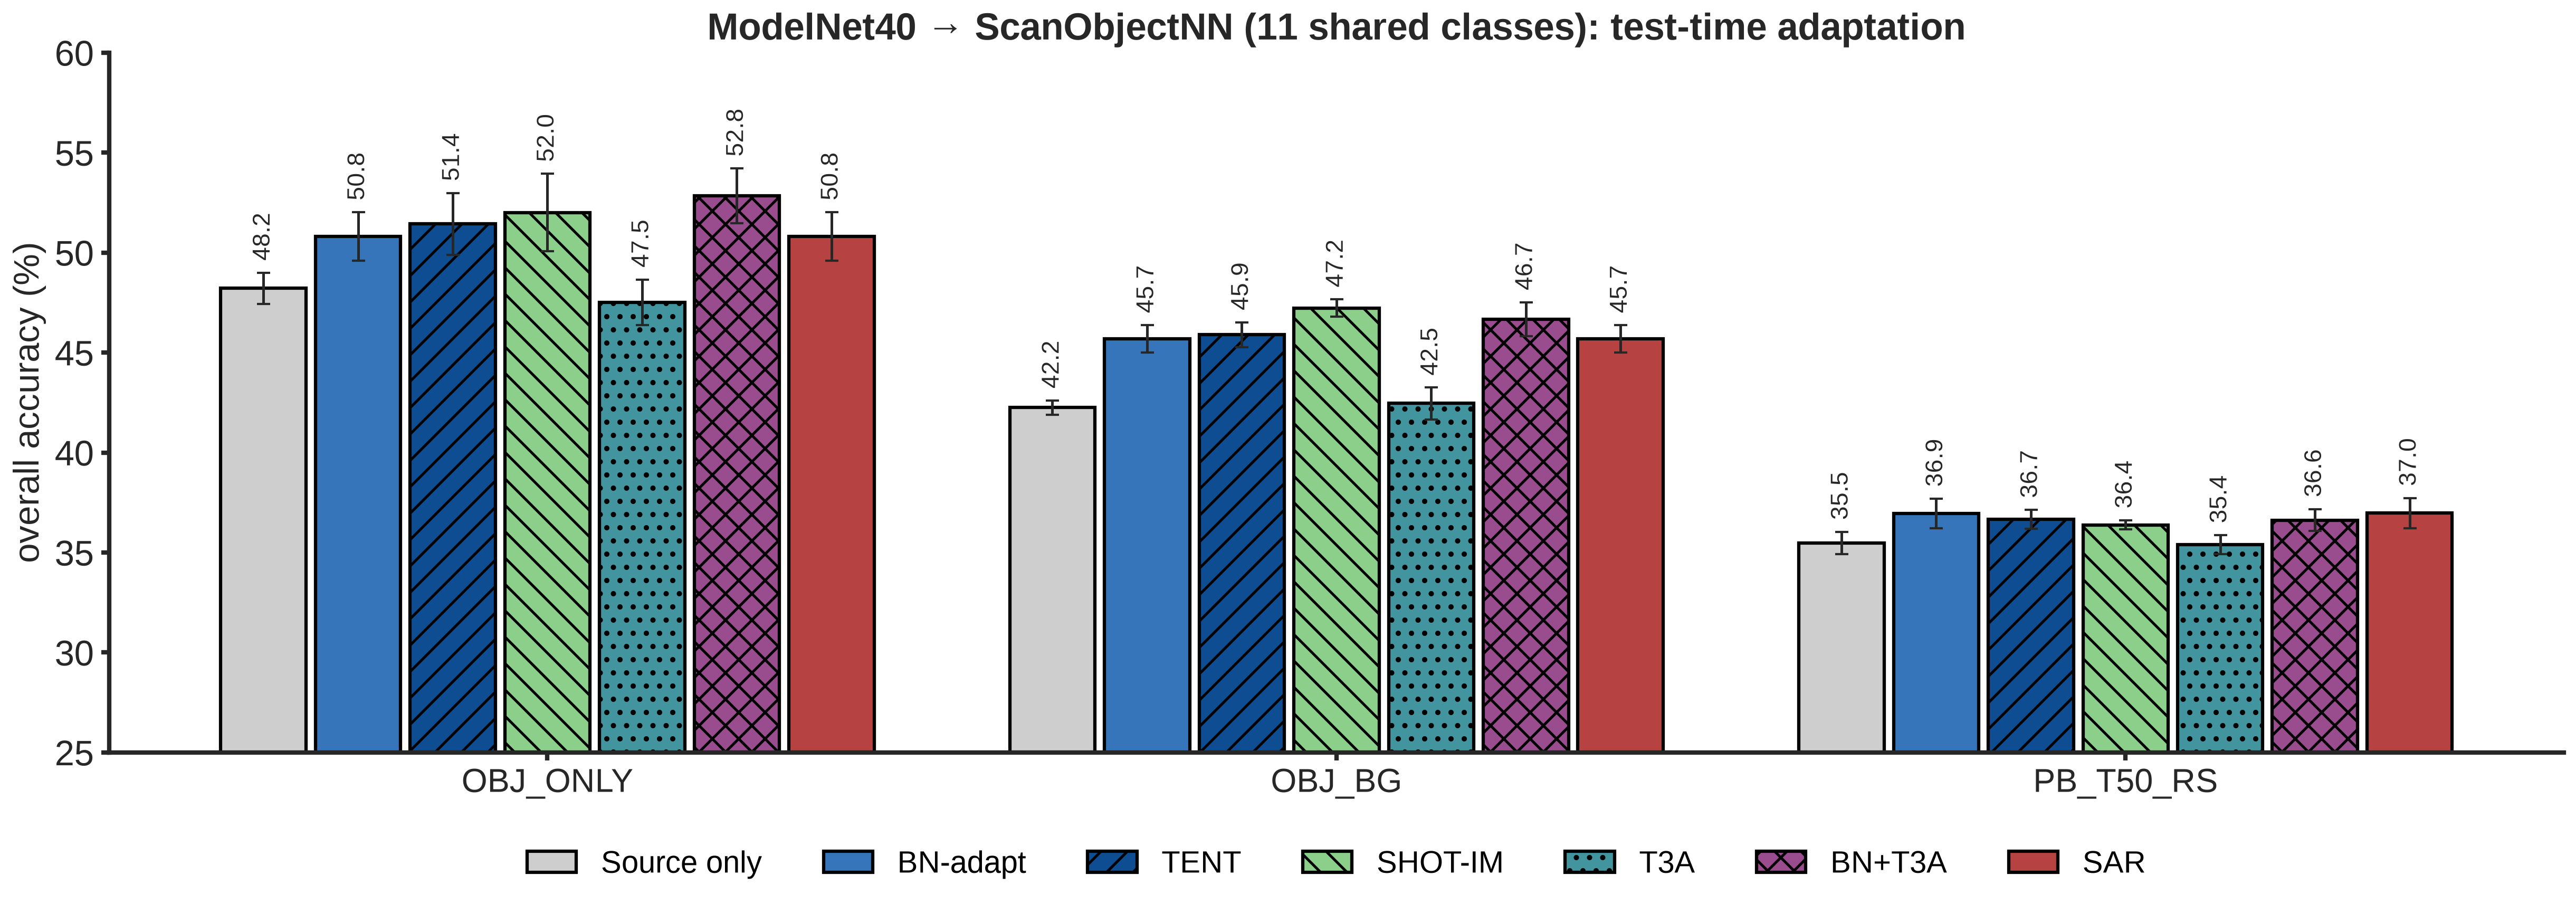 ModelNet40 → ScanObjectNN (11 shared classes): test-time adaptation
overall accuracy (%)
60
55
50
45
40
35
30
25
48.2
50.8
51.4
52.0
47.5
52.8
50.8
42.2
45.7
45.9
47.2
42.5
46.7
45.7
35.5
36.9
36.7
36.4
35.4
36.6
37.0
OBJ_ONLY
OBJ_BG
PB_T50_RS
Source only
BN-adapt
TENT
SHOT-IM
T3A
BN+T3A
SAR